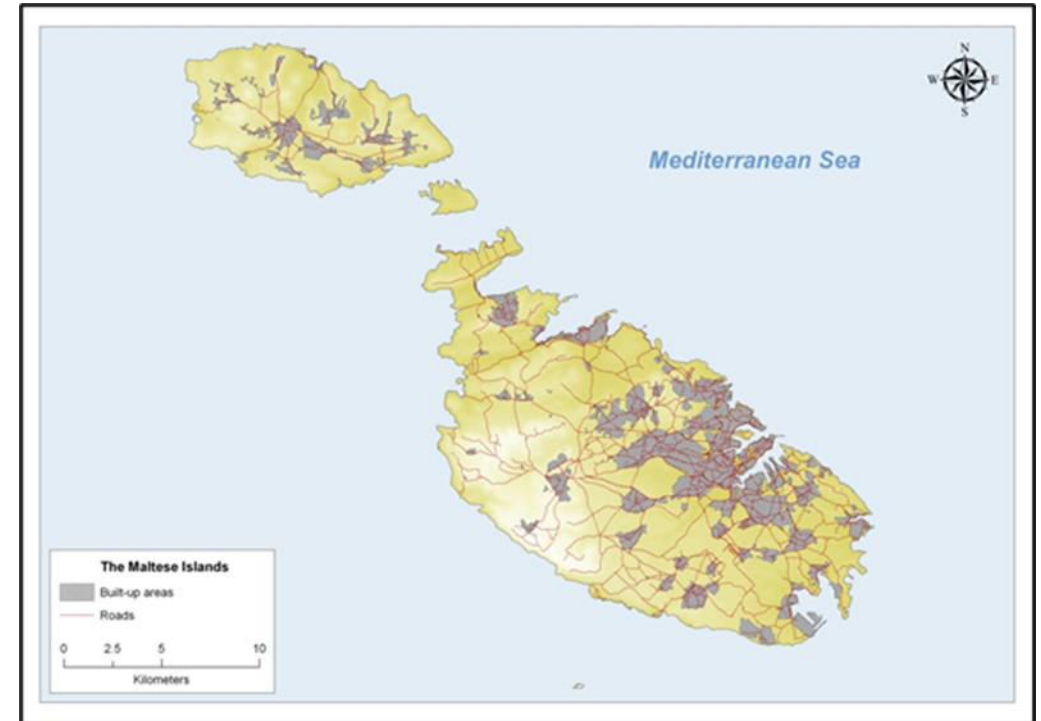 N
W E
S
Mediterranean Sea
The Maltese Islands
Built-up areas
Roads
0 2.5 5 10
Kilometers